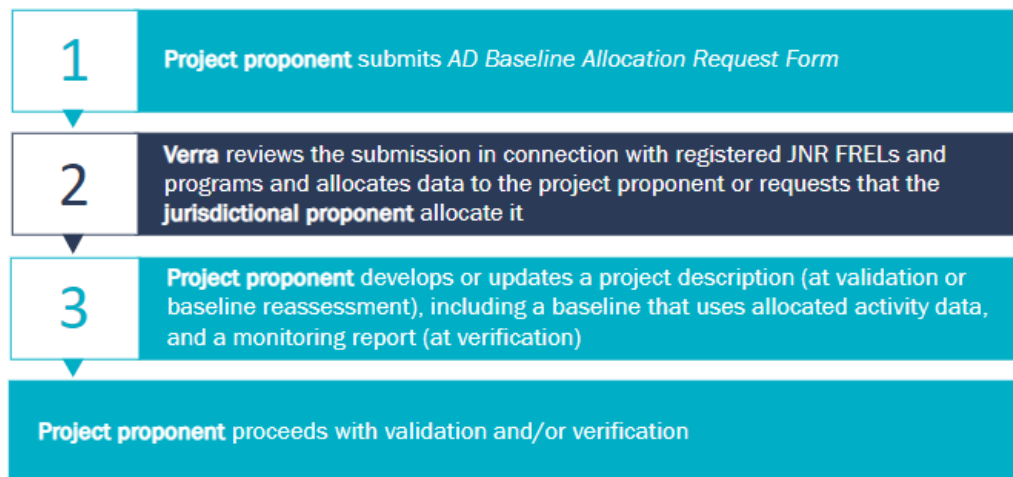 1
Project proponent submits AD Baseline Allocation Request Form
2
Verra reviews the submission in connection with registered JNR FRELs and
programs and allocates data to the project proponent or requests that the
jurisdictional proponent allocate it
3
Project proponent develops or updates a project description (at validation or
baseline reassessment), including a baseline that uses allocated activity data,
and a monitoring report (at verification)
Project proponent proceeds with validation and/or verification